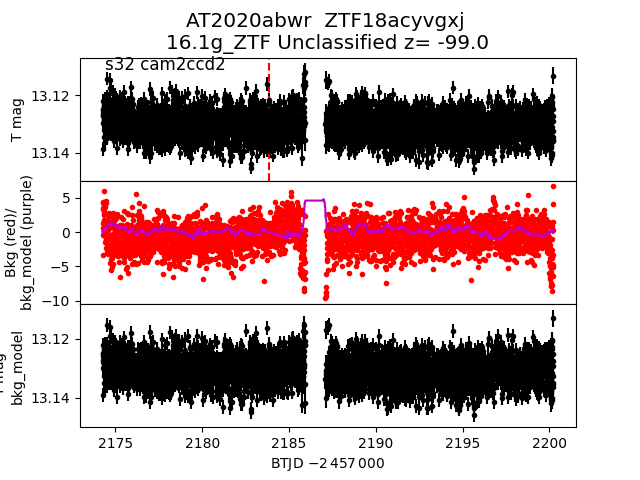 AT2020abwr  ZTF18acyvgxj
16.1g_ZTF Unclassified z= -99.0
s32 cam2ccd2
T mag
13.12
13.14
Bkg (red)/
bkg_model (purple)
5
0
−5
−10
bkg_model
13.12
13.14
2175
2180
2185
2190
2195
2200
BTJD −2 457 000